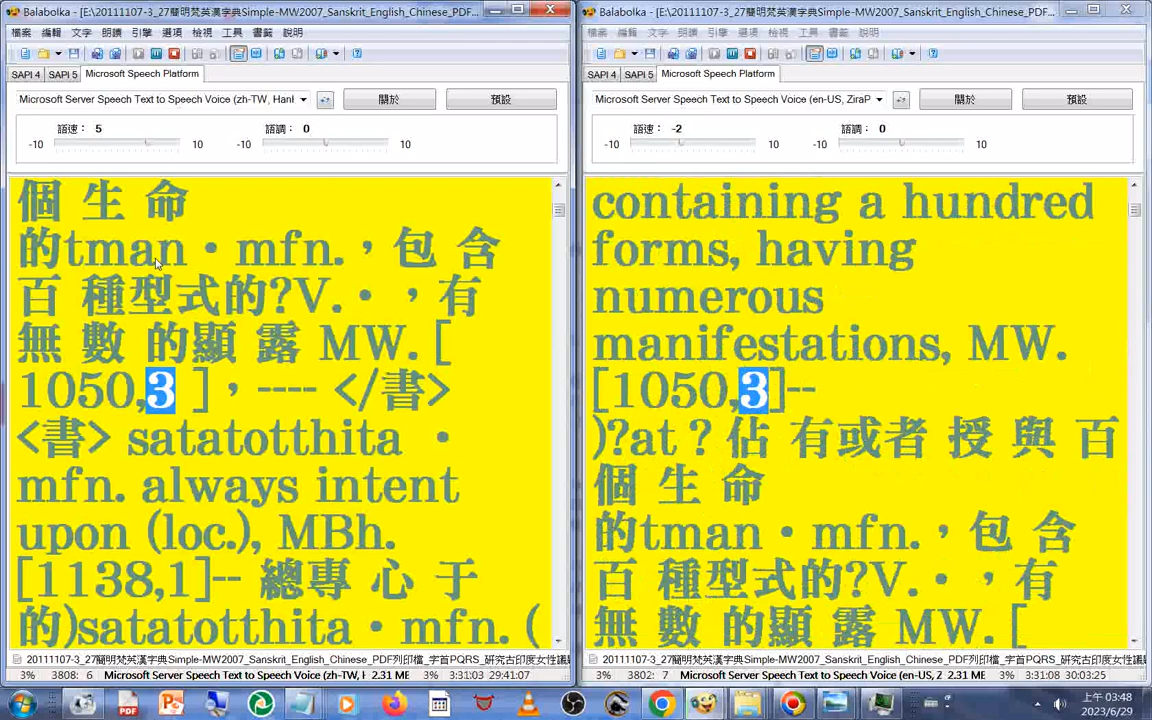 Balabolka - [E:\20111107-3_27簡明梵英漢字典Simple-MW2007_Sanskrit_English_Chinese_PDF...
檔案 編輯 文字 朗讀 引擎 選項 檢視 工具 書籤 說明
SAPI 4 SAPI 5 Microsoft Speech Platform
Microsoft Server Speech Text to Speech Voice (zh-TW, Hanl
關於 預設
語速： 5 語調： 0
-10 10 -10 10
個 生 命
的tman・mfn.，包 含
百 種型式的?V.・，有
無 數 的顯 露 MW. [
1050,3 ]，---- </書>
<書> satatotthita ・
mfn. always intent
upon (loc.), MBh.
[1138,1]-- 總專 心 于
的)satatotthita・mfn. (
20111107-3_27簡明梵英漢字典Simple-MW2007_Sanskrit_English_Chinese_PDF列印檔_字首PQRS_研究古印度女性議題
3% 3808: 6 Microsoft Server Speech Text to Speech Voice (zh-TW, H 2.31 ME 3% 3:31:03 29:41:07
Balabolka - [E:\20111107-3_27簡明梵英漢字典Simple-MW2007_Sanskrit_English_Chinese_PDF...
檔案 編輯 文字 朗讀 引擎 選項 檢視 工具 書籤 說明
SAPI 4 SAPI 5 Microsoft Speech Platform
Microsoft Server Speech Text to Speech Voice (en-US, ZiraP
關於 預設
語速： -2 語調： 0
-10 10 -10 10
containing a hundred
forms, having
numerous
manifestations, MW.
[1050,3]--
)?at？佔 有或者 授 與 百
個 生 命
的tman・mfn.，包 含
百 種型式的?V.・，有
無 數 的顯 露 MW. [
20111107-3_27簡明梵英漢字典Simple-MW2007_Sanskrit_English_Chinese_PDF列印檔_字首PQRS_研究古印度女性議題
3% 3802: 7 Microsoft Server Speech Text to Speech Voice (en-US, Z 2.31 ME 3% 3:31:08 30:03:25
上午 03:48
2023/6/29